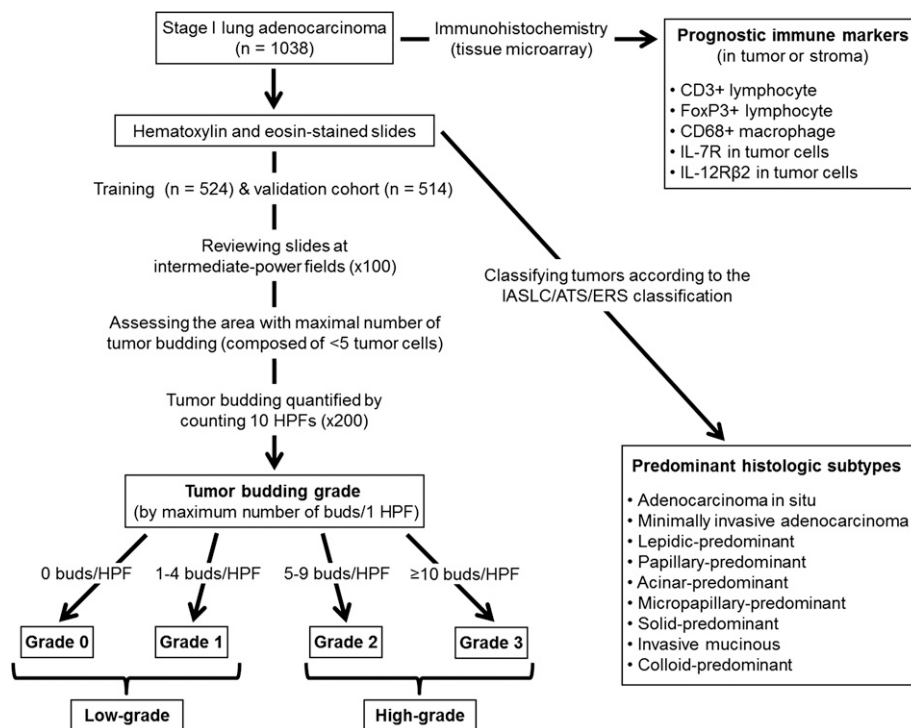 Stage I lung adenocarcinoma
(n = 1038)
Immunohistochemistry
(tissue microarray)
Prognostic immune markers
(in tumor or stroma)
• CD3+ lymphocyte
• FoxP3+ lymphocyte
• CD68+ macrophage
• IL-7R in tumor cells
• IL-12Rβ2 in tumor cells
Hematoxylin and eosin-stained slides
Training (n = 524) & validation cohort (n = 514)
Reviewing slides at
intermediate-power fields (x100)
Classifying tumors according to the
IASLC/ATS/ERS classification
Assessing the area with maximal number of
tumor budding (composed of <5 tumor cells)
Tumor budding quantified by
counting 10 HPFs (x200)
Tumor budding grade
(by maximum number of buds/1 HPF)
0 buds/HPF
1-4 buds/HPF
5-9 buds/HPF
≥10 buds/HPF
Grade 0
Grade 1
Grade 2
Grade 3
Low-grade
High-grade
Predominant histologic subtypes
• Adenocarcinoma in situ
• Minimally invasive adenocarcinoma
• Lepidic-predominant
• Papillary-predominant
• Acinar-predominant
• Micropapillary-predominant
• Solid-predominant
• Invasive mucinous
• Colloid-predominant